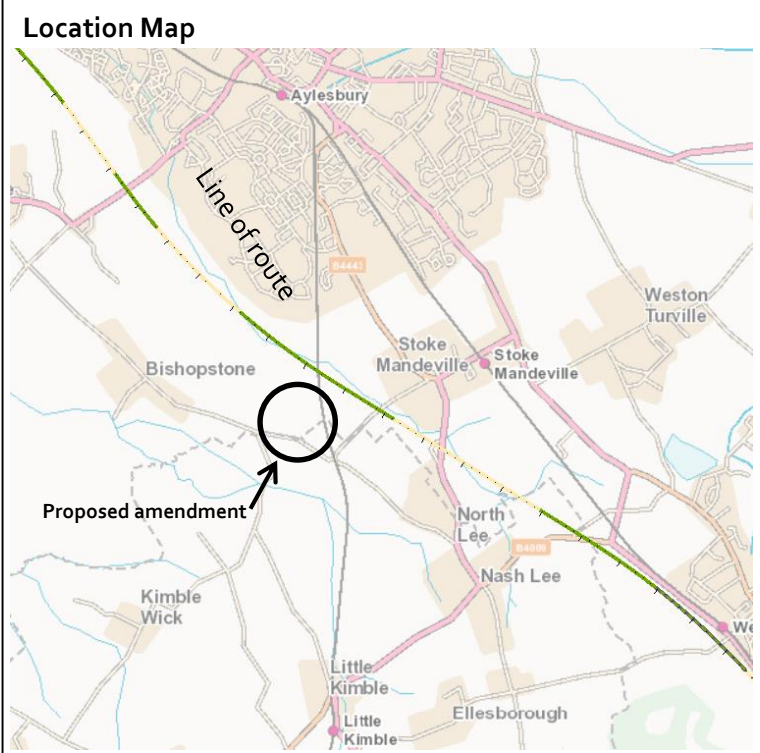 Location Map
Aylesbury
Line of route
B4443
Weston
Turville
Stoke
Mandeville
Stoke
Mandeville
Bishopstone
Proposed amendment
North
Lee
B4009
Nash Lee
Kimble
Wick
We
Little
Kimble
Ellesborough
Little
Kimble